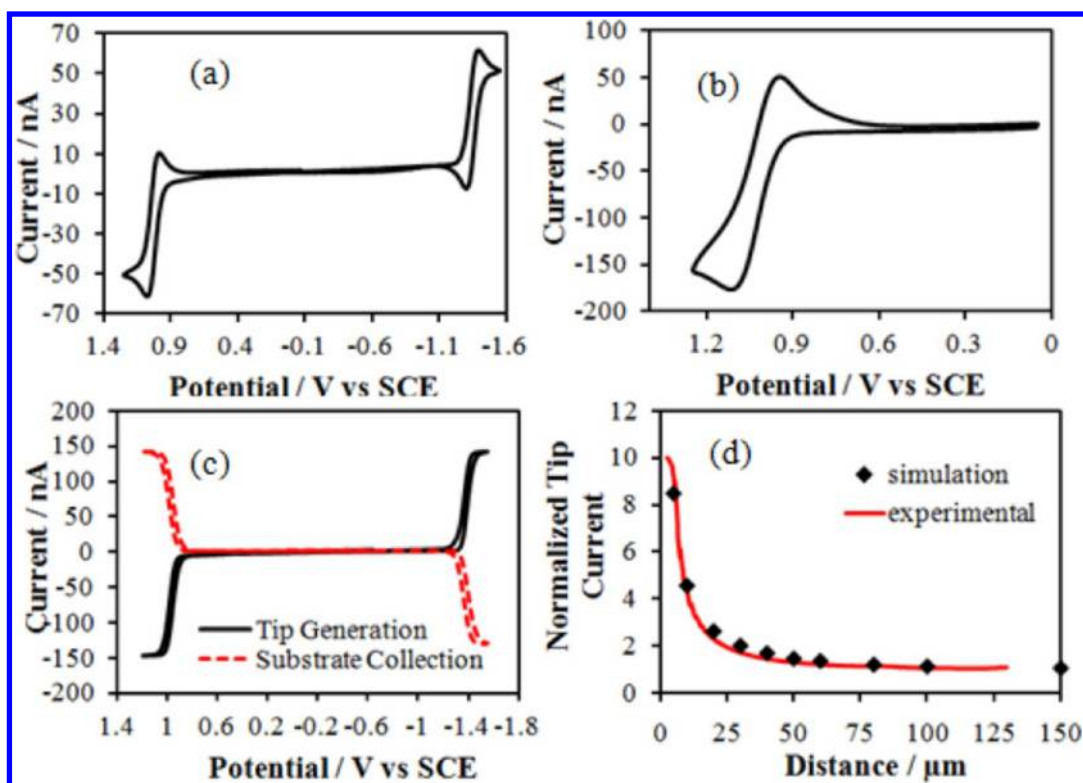 (a)
Current / nA
70
50
30
10
-10
-30
-50
-70
1.4 0.9 0.4 -0.1 -0.6 -1.1 -1.6
Potential / V vs SCE
(b)
Current / nA
100
50
0
-50
-100
-150
-200
1.2 0.9 0.6 0.3 0
Potential / V vs SCE
(c)
Current / nA
200
150
100
50
0
-50
-100
-150
-200
Tip Generation
Substrate Collection
1.4 1 0.6 0.2 -0.2 -0.6 -1 -1.4 -1.8
Potential / V vs SCE
(d)
Normalized Tip
Current
12
10
8
6
4
2
0
simulation
experimental
0 25 50 75 100 125 150
Distance / µm